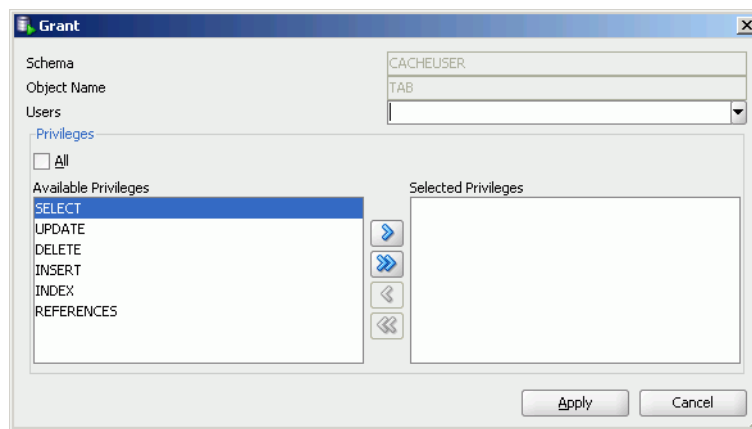 Grant
Schema
CACHEUSER
Object Name
TAB
Users
Privileges
All
Available Privileges
Selected Privileges
SELECT
UPDATE
DELETE
INSERT
INDEX
REFERENCES
Apply
Cancel